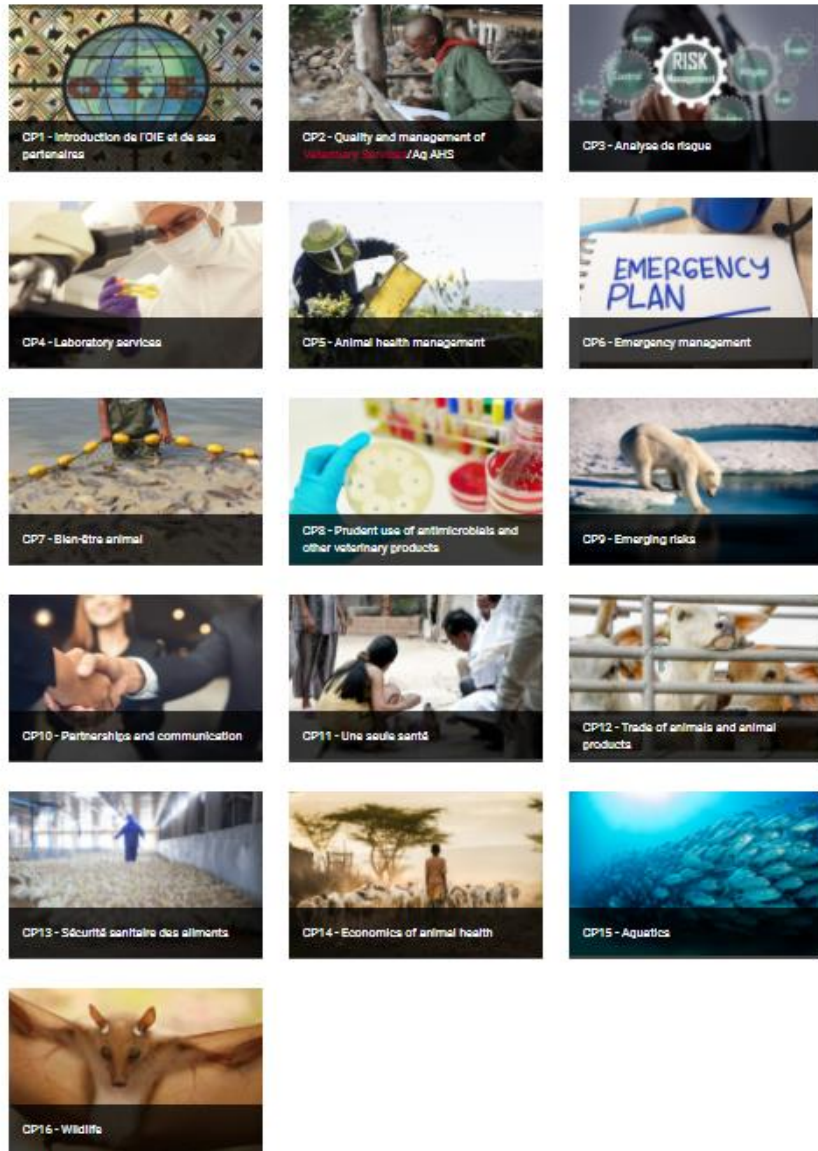 O I E
CP1 - Introduction de l'OIE et de ses
partenaires
CP2 - Quality and management of
Veterinary Services/Aq AHS
RISK
Management
Control
CP3 - Analyse de risque
CP4 - Laboratory services
CP5 - Animal health management
EMERGENCY
PLAN
CP6 - Emergency management
CP7 - Bien-être animal
CP8 - Prudent use of antimicrobials and
other veterinary products
CP9 - Emerging risks
CP10 - Partnerships and communication
CP11 - Une seule santé
CP12 - Trade of animals and animal
products
CP13 - Sécurité sanitaire des aliments
CP14 - Economics of animal health
CP15 - Aquatics
CP16 - Wildlife